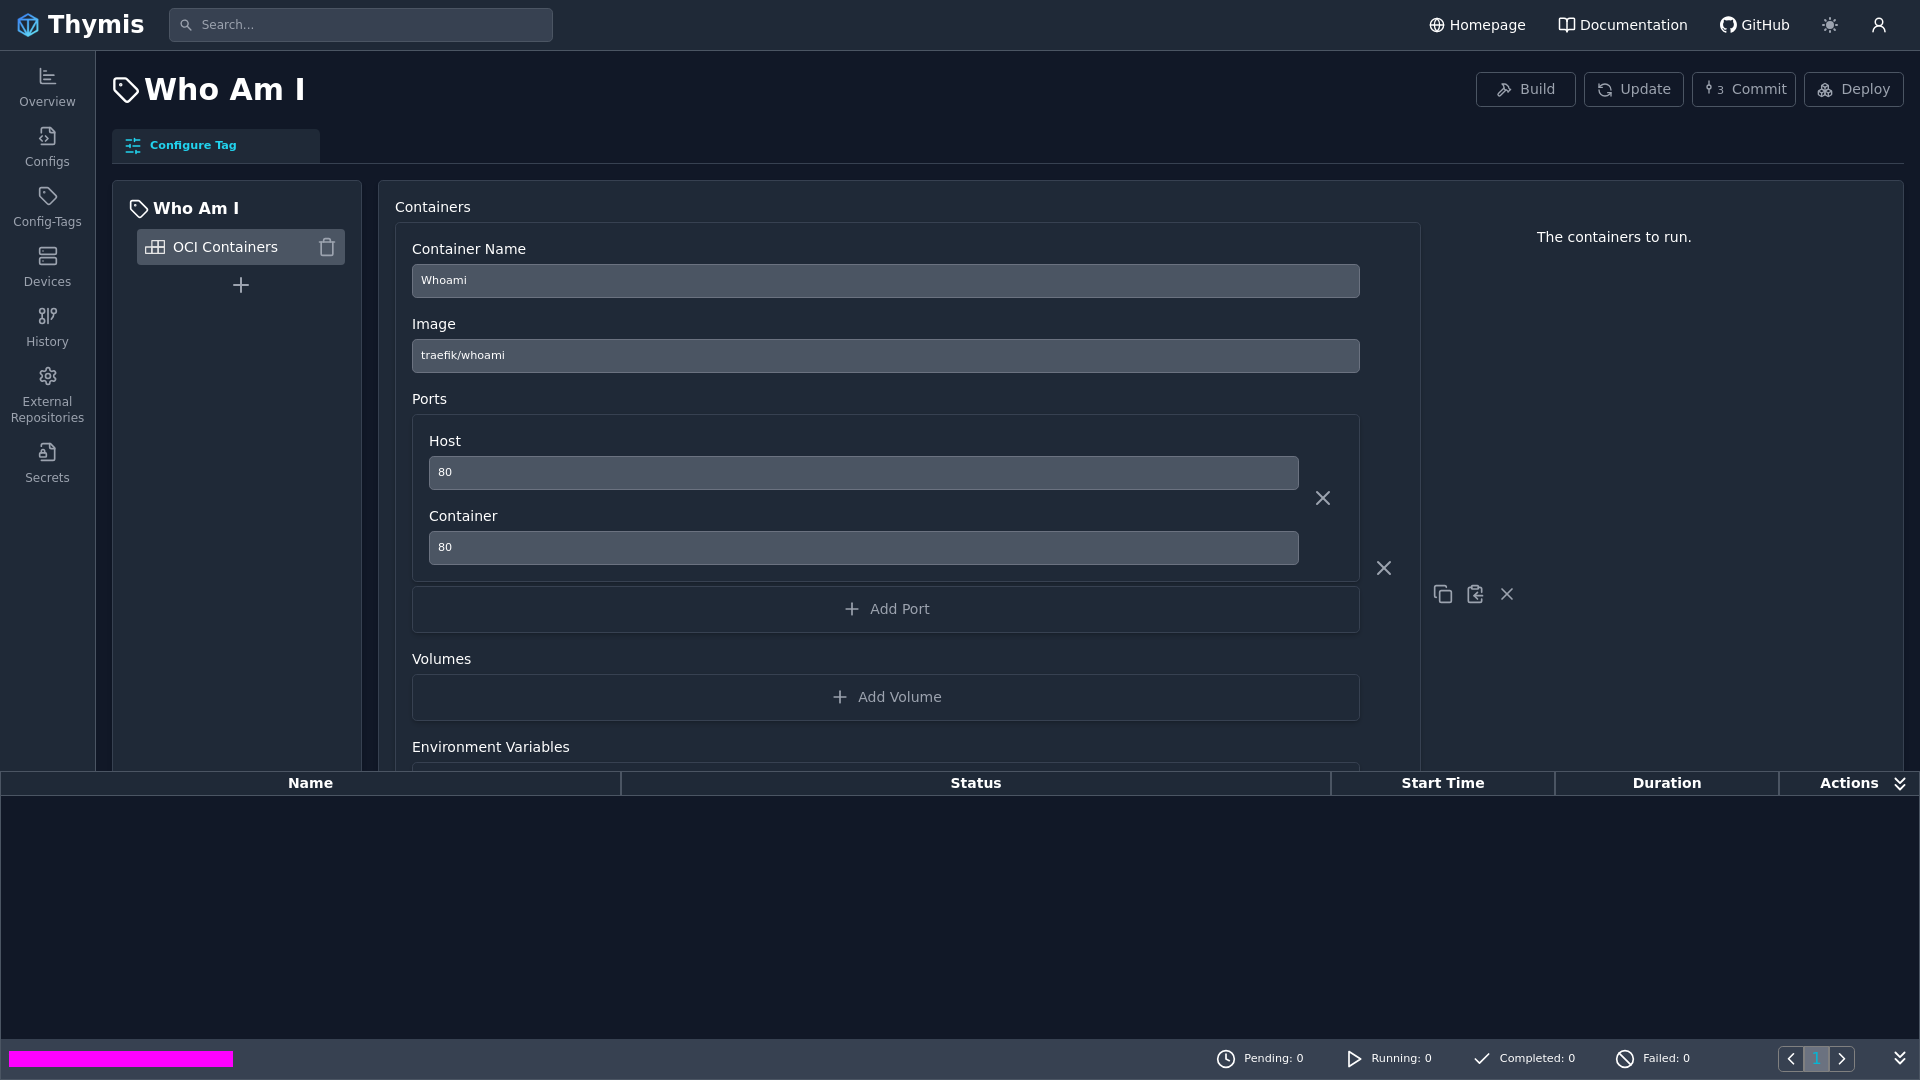 Thymis
Search...
Homepage
Documentation
GitHub
Overview
Configs
Config-Tags
Devices
History
External
Repositories
Secrets
Who Am I
Build
Update
3 Commit
Deploy
Configure Tag
Who Am I
OCI Containers
Containers
Container Name
Whoami
Image
traefik/whoami
Ports
Host
80
Container
80
Add Port
Volumes
Add Volume
Environment Variables
The containers to run.
Name
Status
Start Time
Duration
Actions
Pending: 0
Running: 0
Completed: 0
Failed: 0
1